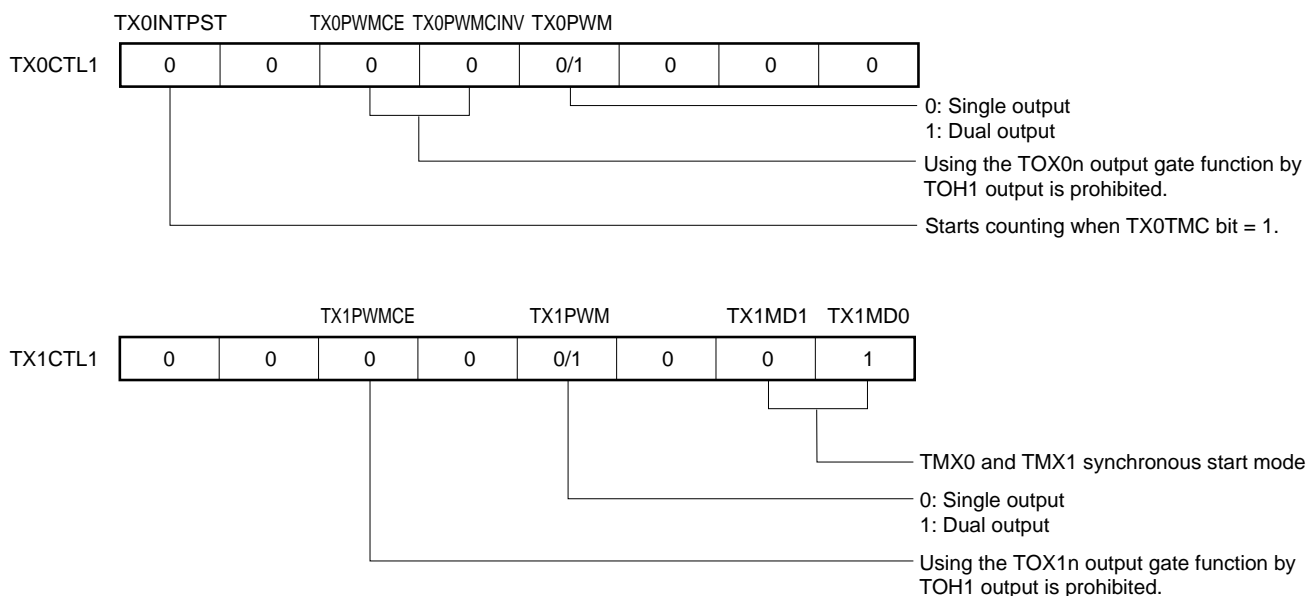 TX0INTPST TX0PWMCE TX0PWMCINV TX0PWM
TX0CTL1 0 0 0 0 0/1 0 0 0
0: Single output
1: Dual output
Using the TOX0n output gate function by
TOH1 output is prohibited.
Starts counting when TX0TMC bit = 1.
TX1PWMCE TX1PWM TX1MD1 TX1MD0
TX1CTL1 0 0 0 0 0/1 0 0 1
TMX0 and TMX1 synchronous start mode
0: Single output
1: Dual output
Using the TOX1n output gate function by
TOH1 output is prohibited.